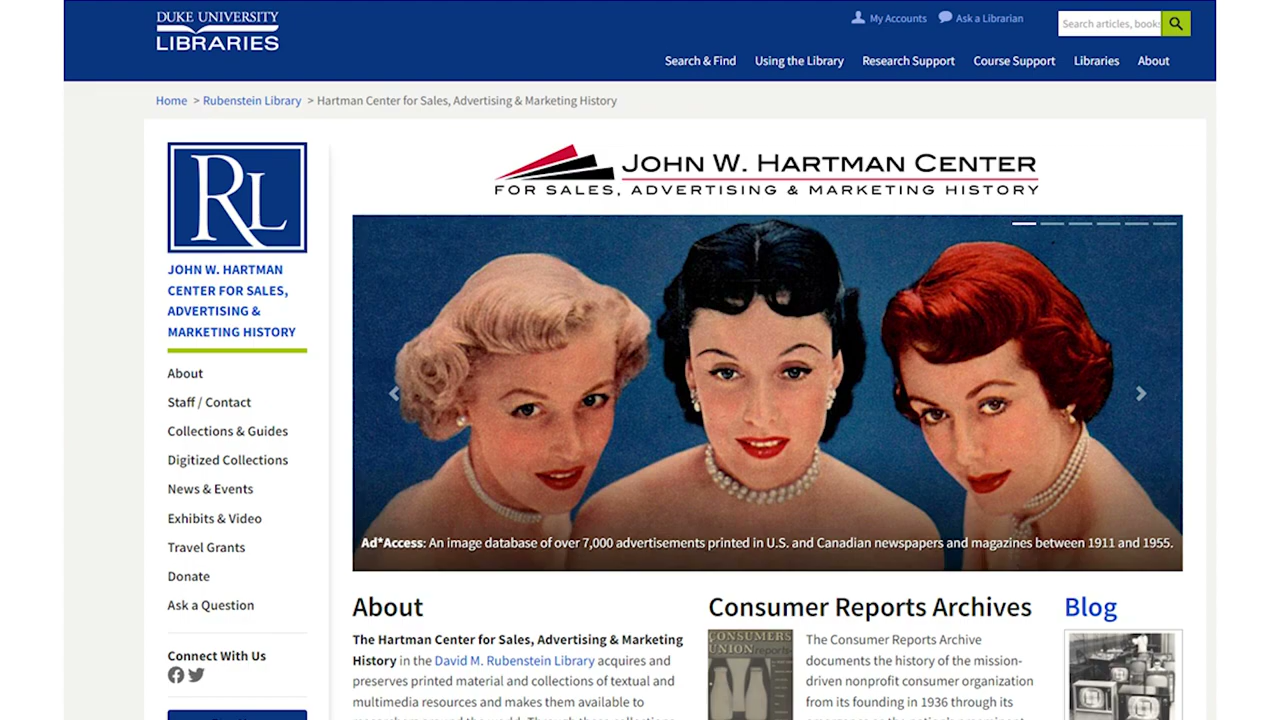 DUKE UNIVERSITY
LIBRARIES
My Accounts
Ask a Librarian
Search articles, books
Search & Find
Using the Library
Research Support
Course Support
Libraries
About
Home > Rubenstein Library > Hartman Center for Sales, Advertising & Marketing History
RL
JOHN W. HARTMAN
CENTER FOR SALES,
ADVERTISING &
MARKETING HISTORY
About
Staff / Contact
Collections & Guides
Digitized Collections
News & Events
Exhibits & Video
Travel Grants
Donate
Ask a Question
Connect With Us
JOHN W. HARTMAN CENTER
FOR SALES, ADVERTISING & MARKETING HISTORY
Ad*Access: An image database of over 7,000 advertisements printed in U.S. and Canadian newspapers and magazines between 1911 and 1955.
About
The Hartman Center for Sales, Advertising & Marketing
History in the David M. Rubenstein Library acquires and
preserves printed material and collections of textual and
multimedia resources and makes them available to
Consumer Reports Archives
CONSUMERS
UNION reports
The Consumer Reports Archive
documents the history of the mission-
driven nonprofit consumer organization
from its founding in 1936 through its
Blog